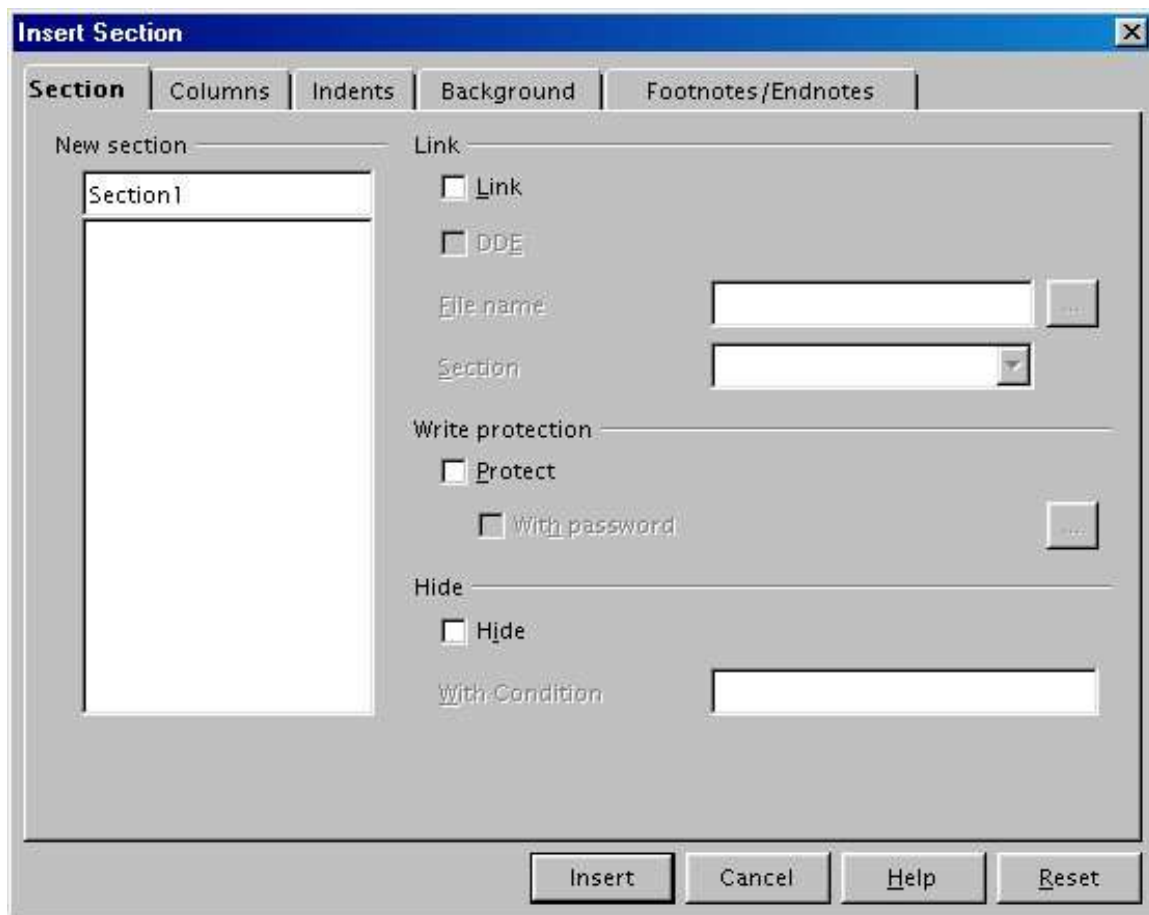 Insert Section
Section Columns Indents Background Footnotes/Endnotes
New section
Section1
Link
Link
DDE
File name ...
Section
Write protection
Protect
With password ...
Hide
Hide
With Condition
Insert Cancel Help Reset